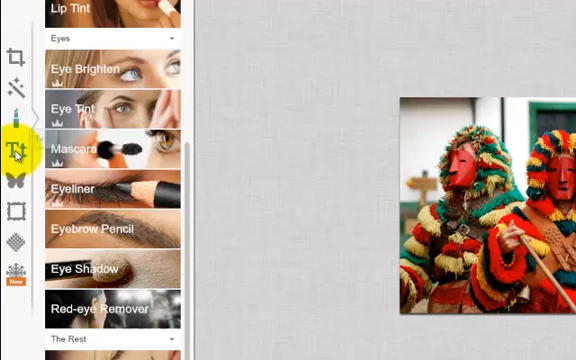 Lip Tint
Eyes
Eye Brighten
Eye Tint
Mascara
Tt
Eyeliner
Eyebrow Pencil
Eye Shadow
New
Red-eye Remover
The Rest